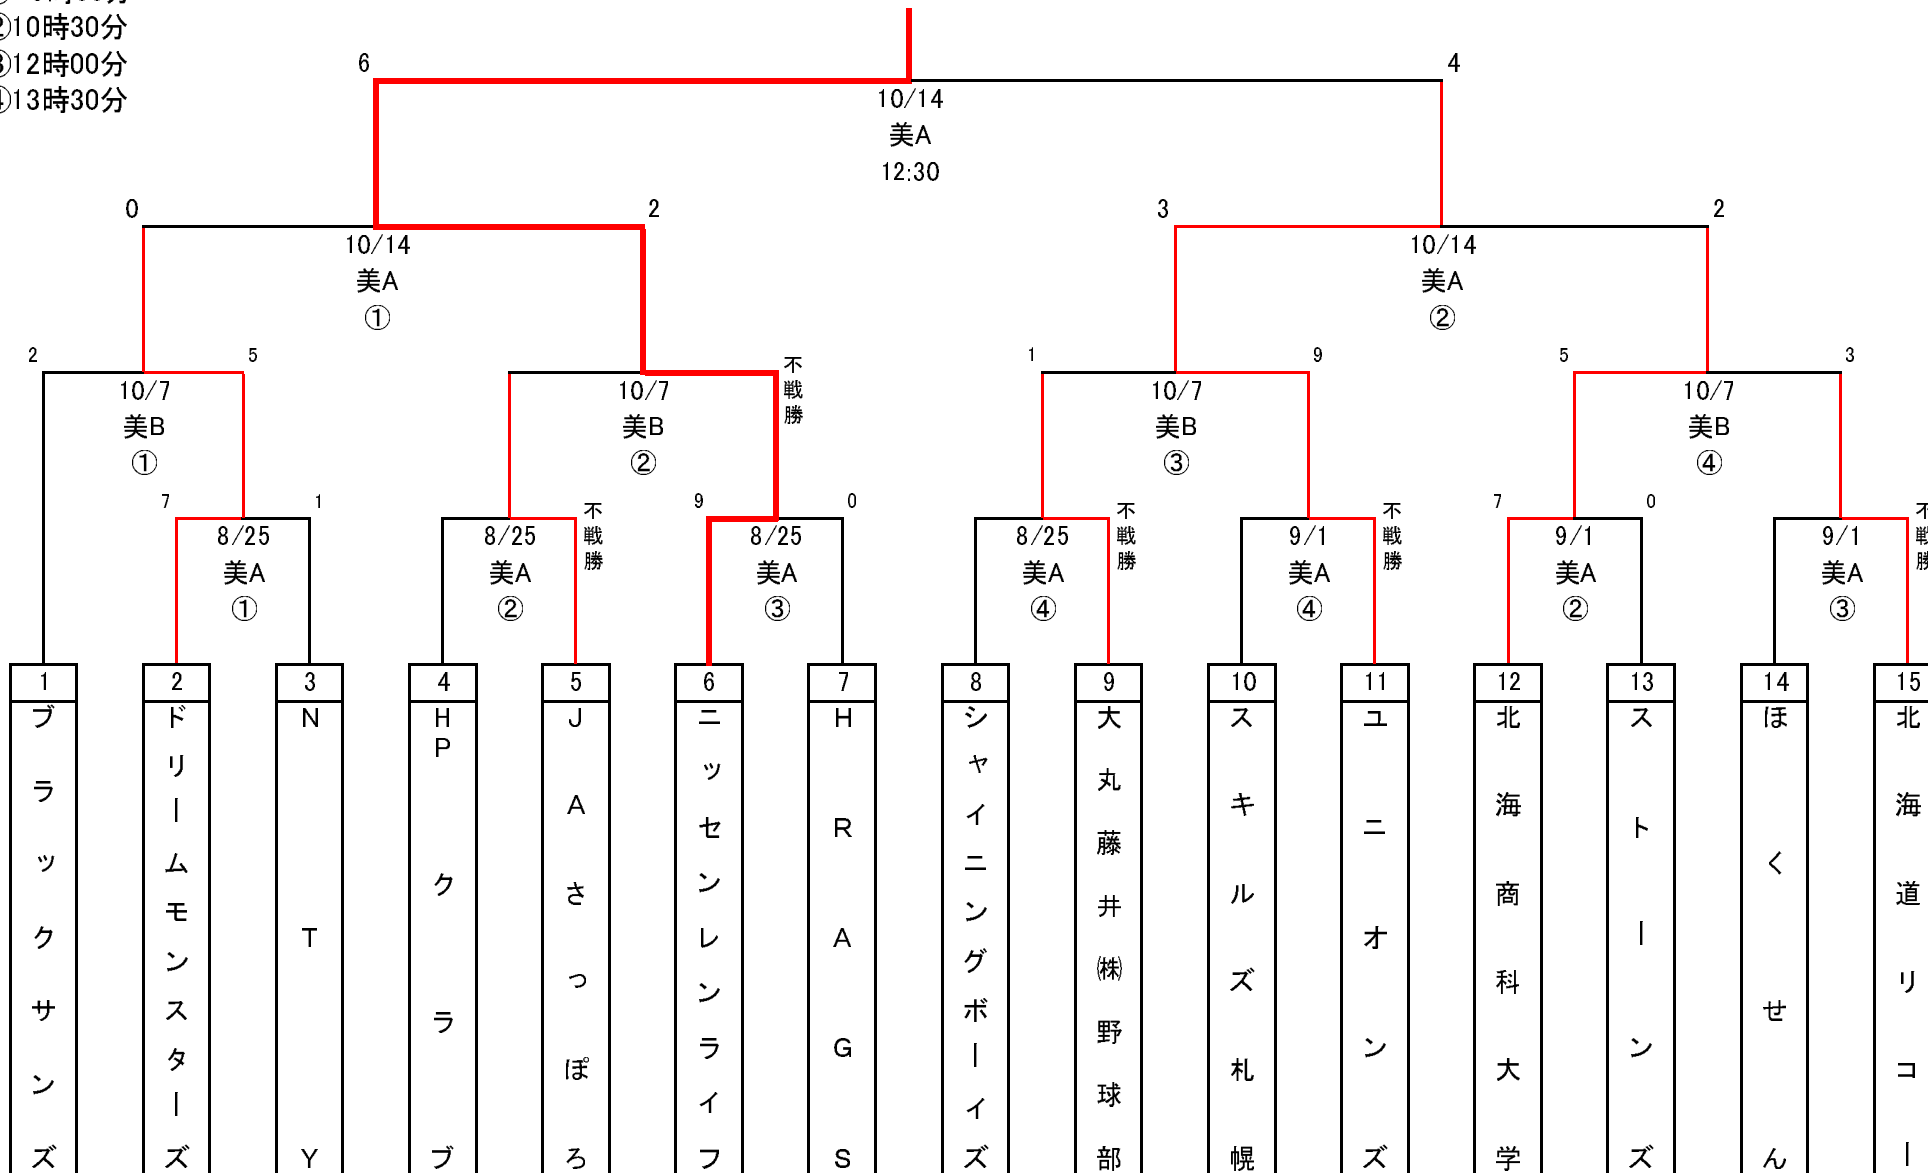 ②10時30分
③12時00分
④13時30分
6
4
10/14
美A
12:30
0
2
3
2
10/14
美A
①
10/14
美A
②
2
5
不戦勝
1
9
5
3
10/7
美B
①
10/7
美B
②
10/7
美B
③
10/7
美B
④
7
1
不戦勝
9
0
不戦勝
不戦勝
7
0
不戦勝
8/25
美A
①
8/25
美A
②
8/25
美A
③
8/25
美A
④
9/1
美A
④
9/1
美A
②
9/1
美A
③
1
ブラックサンズ
2
ドリームモンスターズ
3
NTY
4
HPクラブ
5
JAさっぽろ
6
ニッセンレンライフ
7
HRAGS
8
シャイニングボーイズ
9
大丸藤井㈱野球部
10
スキルズ札幌
11
ユニオンズ
12
北海商科大学
13
ストーンズ
14
ほくせん
15
北海道リコー